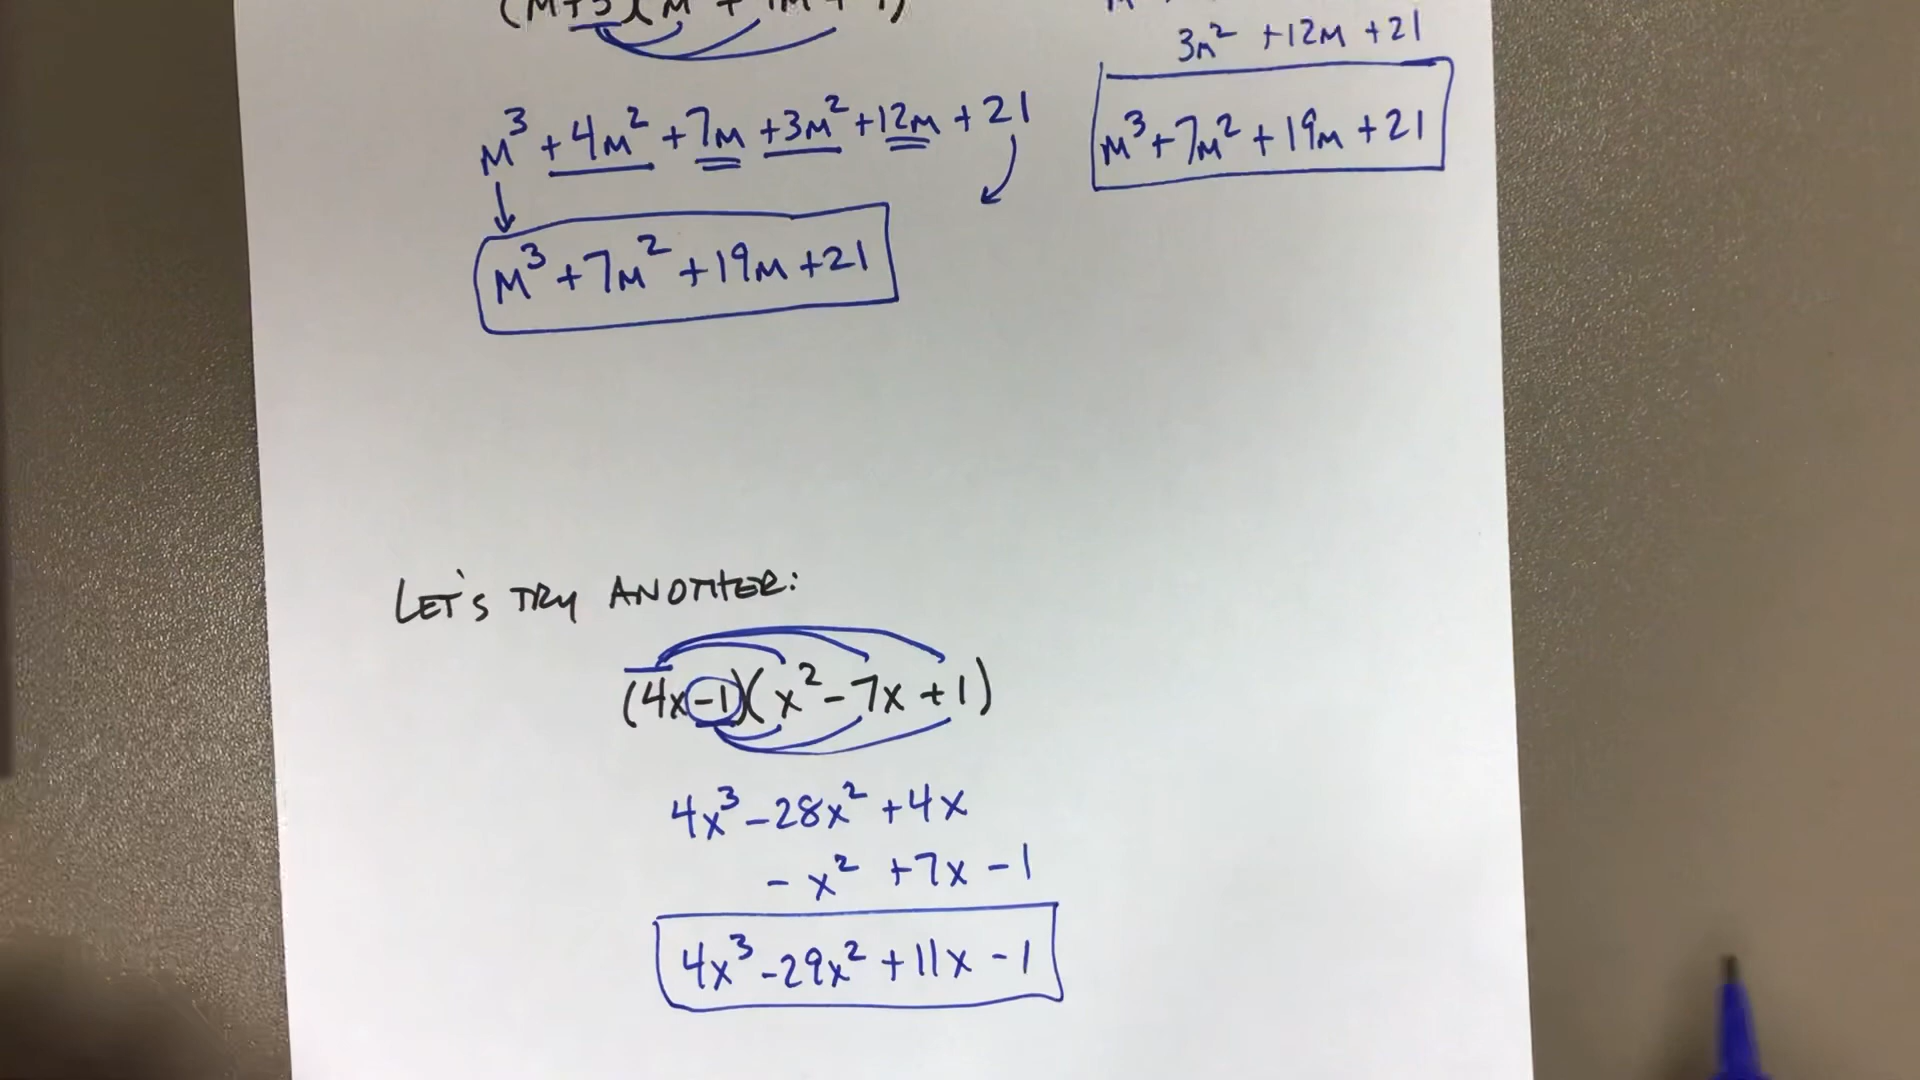 3m² +12m +21
m³ +4m² +7m +3m² +12m +21
m³+7m²+19m+21
m³+7m²+19m+21
LET'S TRY ANOTHER:
(4x-1)(x²-7x+1)
4x³-28x²+4x
-x² +7x-1
4x³-29x²+11x-1